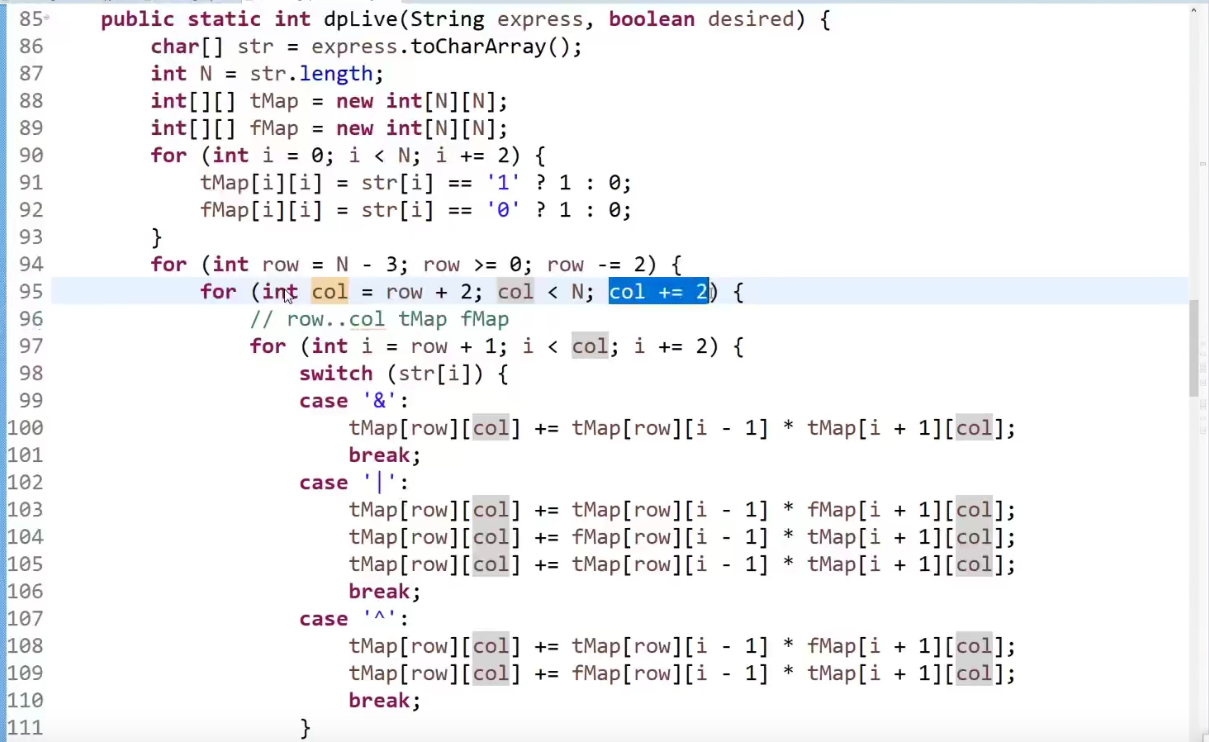 85 public static int dpLive(String express, boolean desired) {
86 char[] str = express.toCharArray();
87 int N = str.length;
88 int[][] tMap = new int[N][N];
89 int[][] fMap = new int[N][N];
90 for (int i = 0; i < N; i += 2) {
91 tMap[i][i] = str[i] == '1' ? 1 : 0;
92 fMap[i][i] = str[i] == '0' ? 1 : 0;
93 }
94 for (int row = N - 3; row >= 0; row -= 2) {
95 for (int col = row + 2; col < N; col += 2) {
96 // row..col tMap fMap
97 for (int i = row + 1; i < col; i += 2) {
98 switch (str[i]) {
99 case '&':
100 tMap[row][col] += tMap[row][i - 1] * tMap[i + 1][col];
101 break;
102 case '|':
103 tMap[row][col] += tMap[row][i - 1] * fMap[i + 1][col];
104 tMap[row][col] += fMap[row][i - 1] * tMap[i + 1][col];
105 tMap[row][col] += tMap[row][i - 1] * tMap[i + 1][col];
106 break;
107 case '^':
108 tMap[row][col] += tMap[row][i - 1] * fMap[i + 1][col];
109 tMap[row][col] += fMap[row][i - 1] * tMap[i + 1][col];
110 break;
111 }